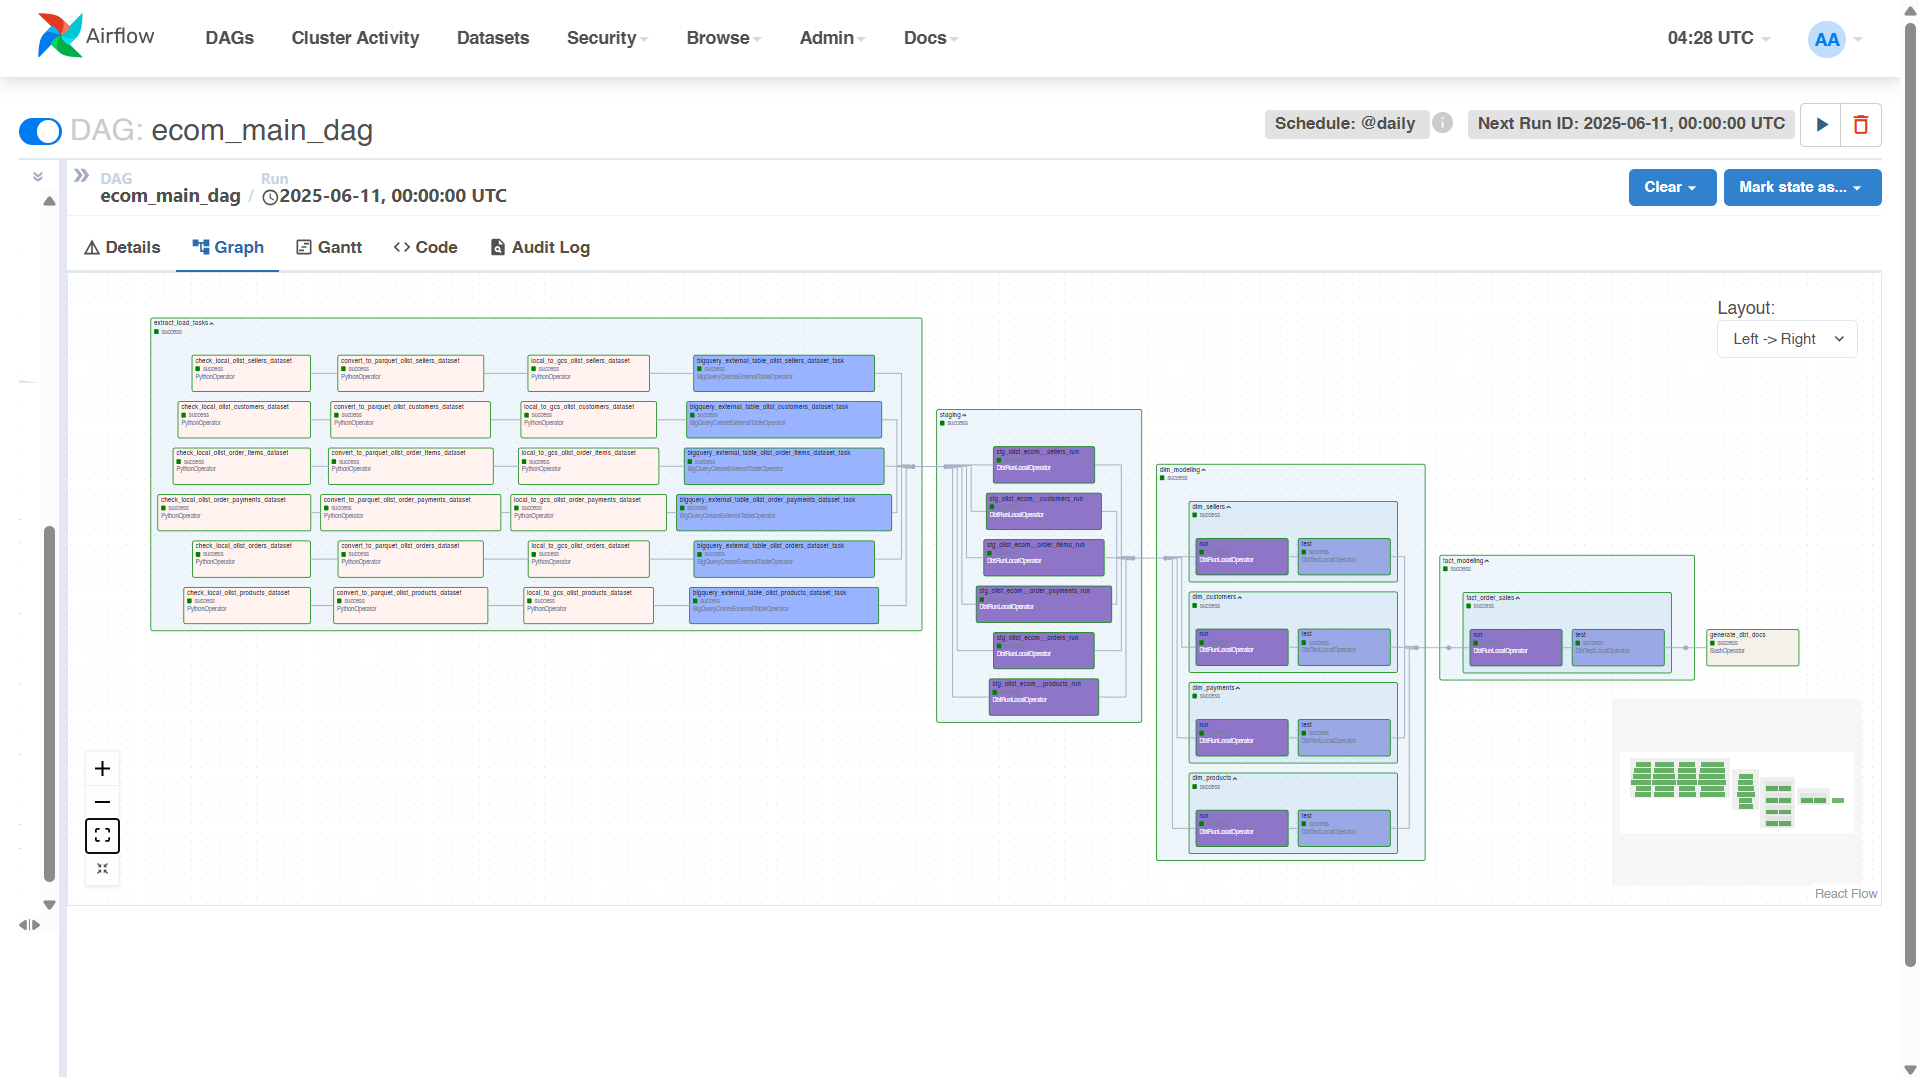 Airflow
DAGs
Cluster Activity
Datasets
Security
Browse
Admin
Docs
04:28 UTC
AA
DAG: ecom_main_dag
Schedule: @daily
i
Next Run ID: 2025-06-11, 00:00:00 UTC
DAG
ecom_main_dag
/
Run
2025-06-11, 00:00:00 UTC
Clear
Mark state as...
Details
Graph
Gantt
Code
Audit Log
Layout:
Left -> Right
extract_load_tasks
success
check_local_olist_sellers_dataset
success
PythonOperator
convert_to_parquet_olist_sellers_dataset
success
PythonOperator
local_to_gcs_olist_sellers_dataset
success
PythonOperator
bigquery_external_table_olist_sellers_dataset_task
success
BigQueryCreateExternalTableOperator
check_local_olist_customers_dataset
success
PythonOperator
convert_to_parquet_olist_customers_dataset
success
PythonOperator
local_to_gcs_olist_customers_dataset
success
PythonOperator
bigquery_external_table_olist_customers_dataset_task
success
BigQueryCreateExternalTableOperator
check_local_olist_order_items_dataset
success
PythonOperator
convert_to_parquet_olist_order_items_dataset
success
PythonOperator
local_to_gcs_olist_order_items_dataset
success
PythonOperator
bigquery_external_table_olist_order_items_dataset_task
success
BigQueryCreateExternalTableOperator
check_local_olist_order_payments_dataset
success
PythonOperator
convert_to_parquet_olist_order_payments_dataset
success
PythonOperator
local_to_gcs_olist_order_payments_dataset
success
PythonOperator
bigquery_external_table_olist_order_payments_dataset_task
success
BigQueryCreateExternalTableOperator
check_local_olist_orders_dataset
success
PythonOperator
convert_to_parquet_olist_orders_dataset
success
PythonOperator
local_to_gcs_olist_orders_dataset
success
PythonOperator
bigquery_external_table_olist_orders_dataset_task
success
BigQueryCreateExternalTableOperator
check_local_olist_products_dataset
success
PythonOperator
convert_to_parquet_olist_products_dataset
success
PythonOperator
local_to_gcs_olist_products_dataset
success
PythonOperator
bigquery_external_table_olist_products_dataset_task
success
BigQueryCreateExternalTableOperator
staging
success
stg_olist_ecom__sellers_run
DbtRunLocalOperator
stg_olist_ecom__customers_run
DbtRunLocalOperator
stg_olist_ecom__order_items_run
DbtRunLocalOperator
stg_olist_ecom__order_payments_run
DbtRunLocalOperator
stg_olist_ecom__orders_run
DbtRunLocalOperator
stg_olist_ecom__products_run
DbtRunLocalOperator
dim_modeling
success
dim_sellers
success
run
DbtRunLocalOperator
test
success
DbtTestLocalOperator
dim_customers
success
run
DbtRunLocalOperator
test
success
DbtTestLocalOperator
dim_payments
success
run
DbtRunLocalOperator
test
success
DbtTestLocalOperator
dim_products
success
run
DbtRunLocalOperator
test
success
DbtTestLocalOperator
fact_modeling
success
fact_order_sales
success
run
DbtRunLocalOperator
test
success
DbtTestLocalOperator
generate_dbt_docs
success
BashOperator
React Flow